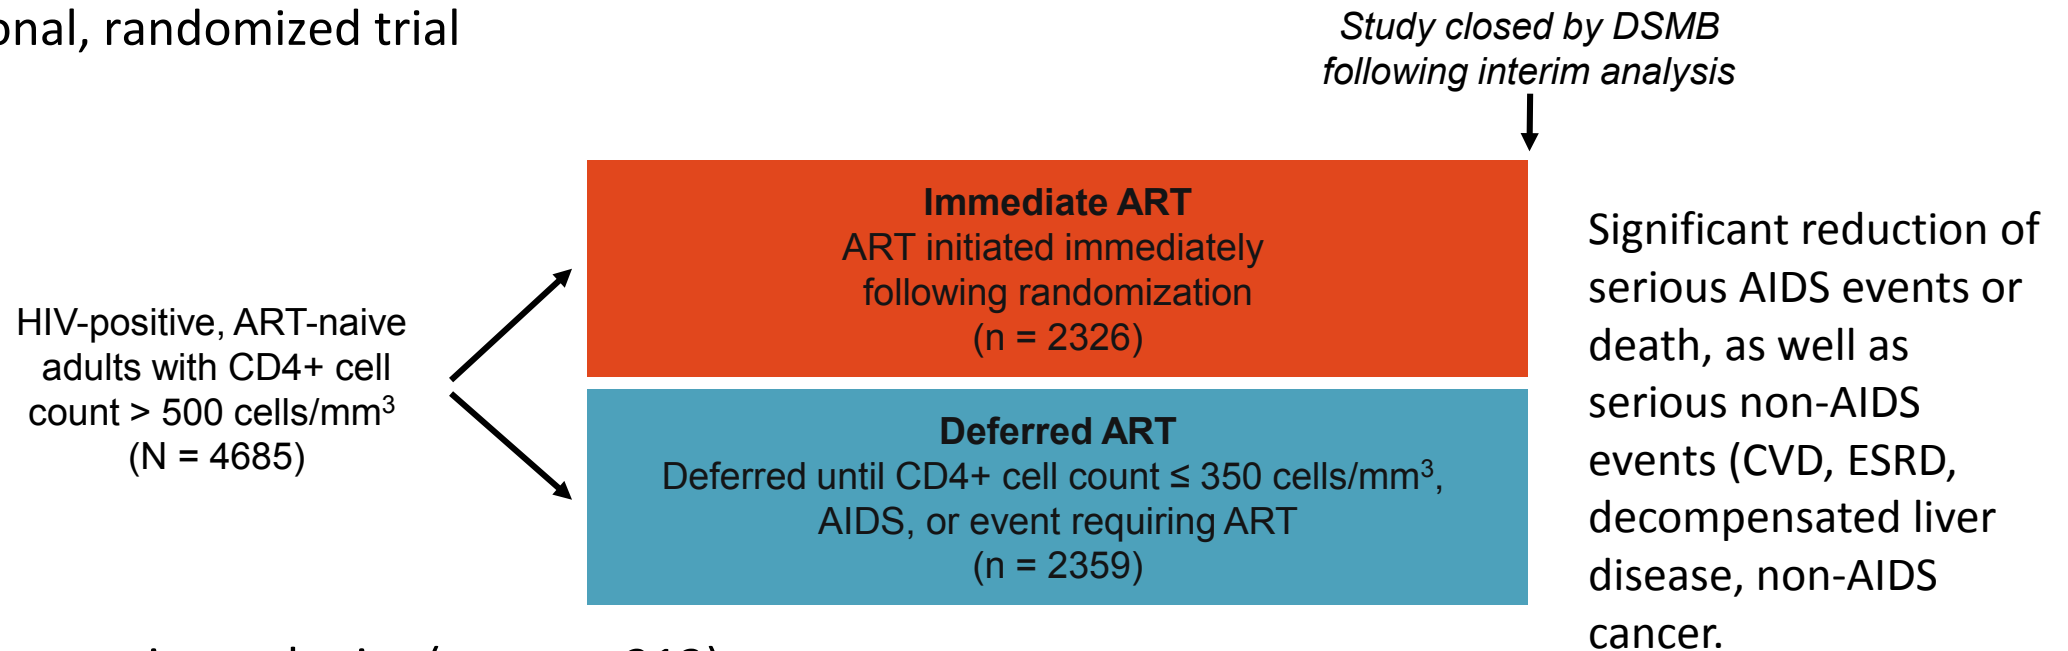 onal, randomized trial
Study closed by DSMB
following interim analysis
HIV-positive, ART-naive
adults with CD4+ cell
count > 500 cells/mm³
(N = 4685)
Immediate ART
ART initiated immediately
following randomization
(n = 2326)
Deferred ART
Deferred until CD4+ cell count ≤ 350 cells/mm³,
AIDS, or event requiring ART
(n = 2359)
Significant reduction of
serious AIDS events or
death, as well as
serious non-AIDS
events (CVD, ESRD,
decompensated liver
disease, non-AIDS
cancer.